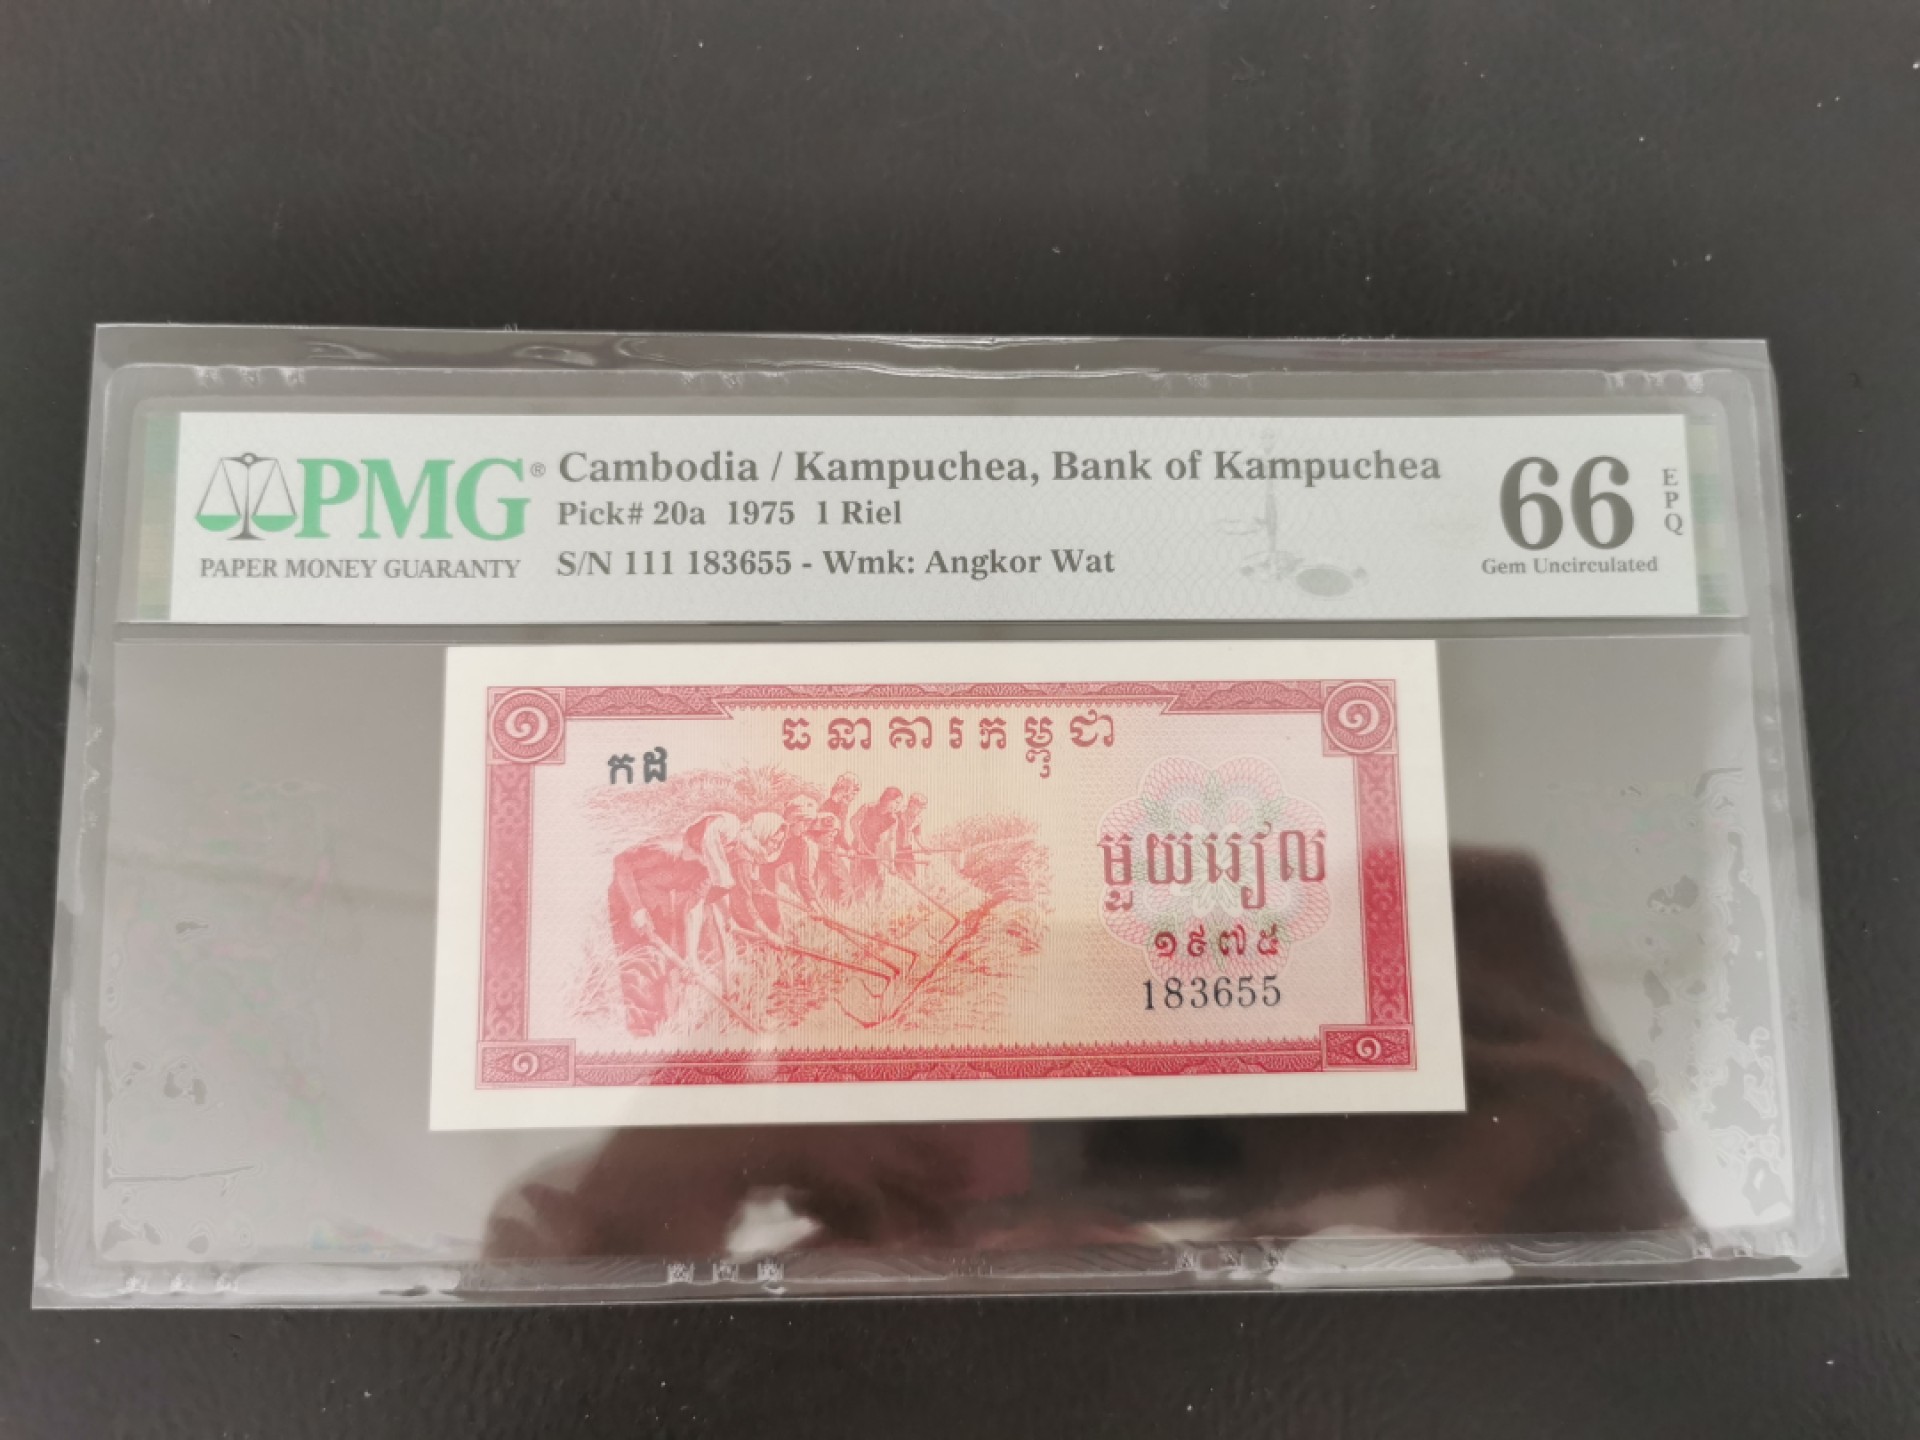 PMG®
PAPER MONEY GUARANTY
Cambodia / Kampuchea, Bank of Kampuchea
Pick# 20a 1975 1 Riel
S/N 111 183655 - Wmk: Angkor Wat
66
EPQ
Gem Uncirculated
១ ១
ធនាគារកម្ពុជា
កដ
មួយរៀល
១៩៧៥
183655
១ ១